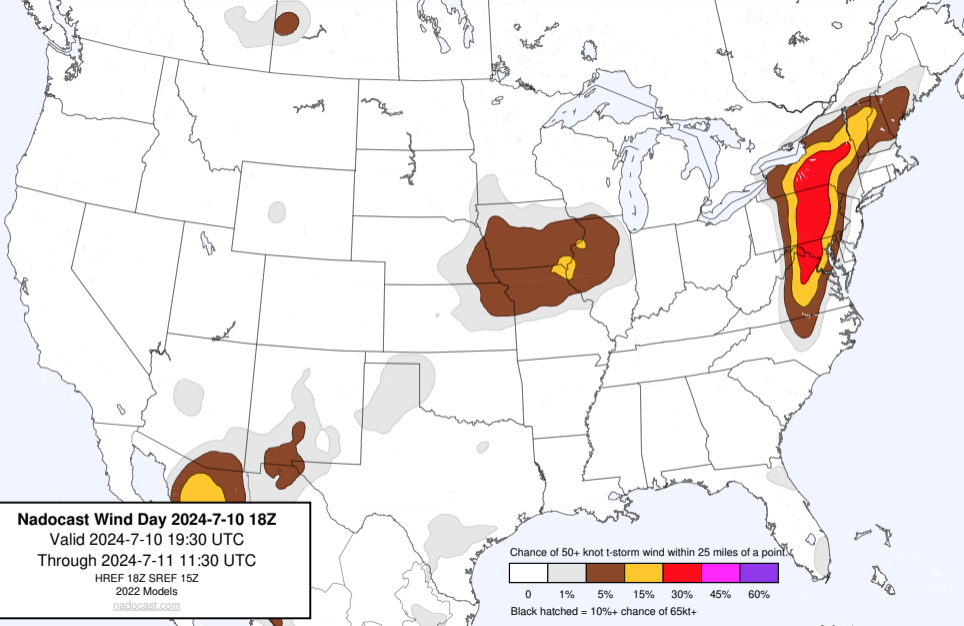 Nadocast Wind Day 2024-7-10 18Z
Valid 2024-7-10 19:30 UTC
Through 2024-7-11 11:30 UTC
HREF 18Z SREF 15Z
2022 Models
nadocast.com
Chance of 50+ knot t-storm wind within 25 miles of a point.
0 1% 5% 15% 30% 45% 60%
Black hatched = 10%+ chance of 65kt+